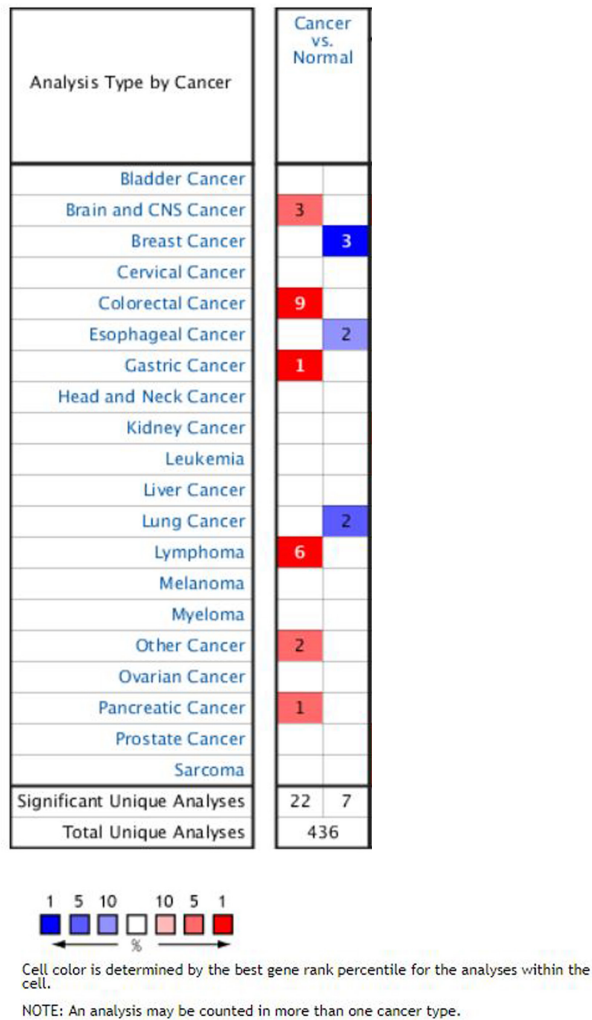 Cancer
vs.
Normal
Analysis Type by Cancer
Bladder Cancer
Brain and CNS Cancer 3
Breast Cancer 3
Cervical Cancer
Colorectal Cancer 9
Esophageal Cancer 2
Gastric Cancer 1
Head and Neck Cancer
Kidney Cancer
Leukemia
Liver Cancer
Lung Cancer 2
Lymphoma 6
Melanoma
Myeloma
Other Cancer 2
Ovarian Cancer
Pancreatic Cancer 1
Prostate Cancer
Sarcoma
Significant Unique Analyses 22 7
Total Unique Analyses 436
1 5 10 10 5 1
%
Cell color is determined by the best gene rank percentile for the analyses within the
cell.
NOTE: An analysis may be counted in more than one cancer type.